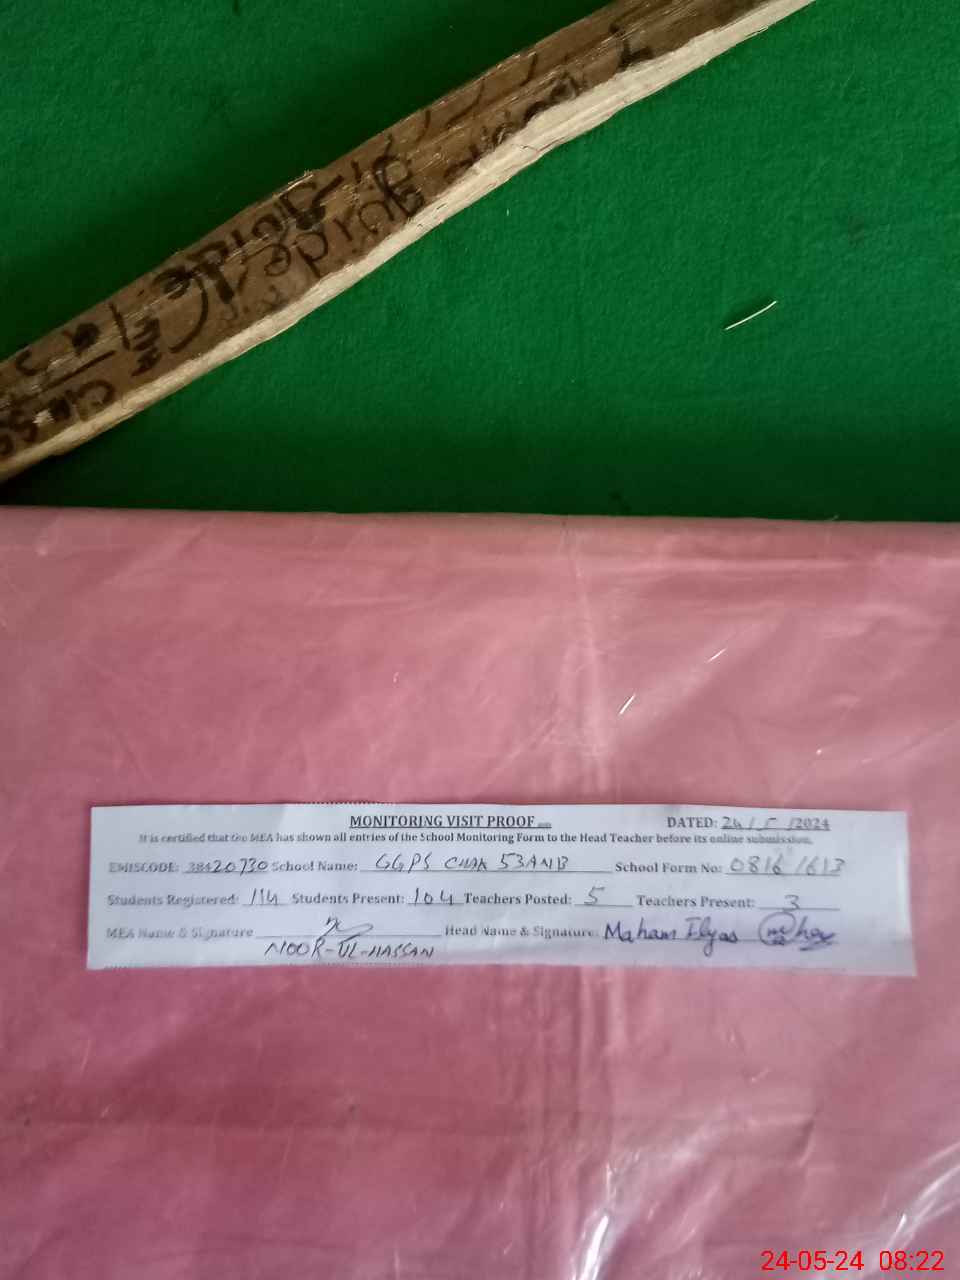 guide
MONITORING VISIT PROOF
DATED: 24 / 5 /2024
It is certified that the MEA has shown all entries of the School Monitoring Form to the Head Teacher before its online submission.
EMISCODE: 38420730 School Name: GGPS CHAK 53ANB School Form No: 0816 1613
Students Registered: 114 Students Present: 104 Teachers Posted: 5 Teachers Present: 3
MEA Name & Signature Head Name & Signature: Maham Ilyas
NOOR-UL-HASSAN
24-05-24 08:22